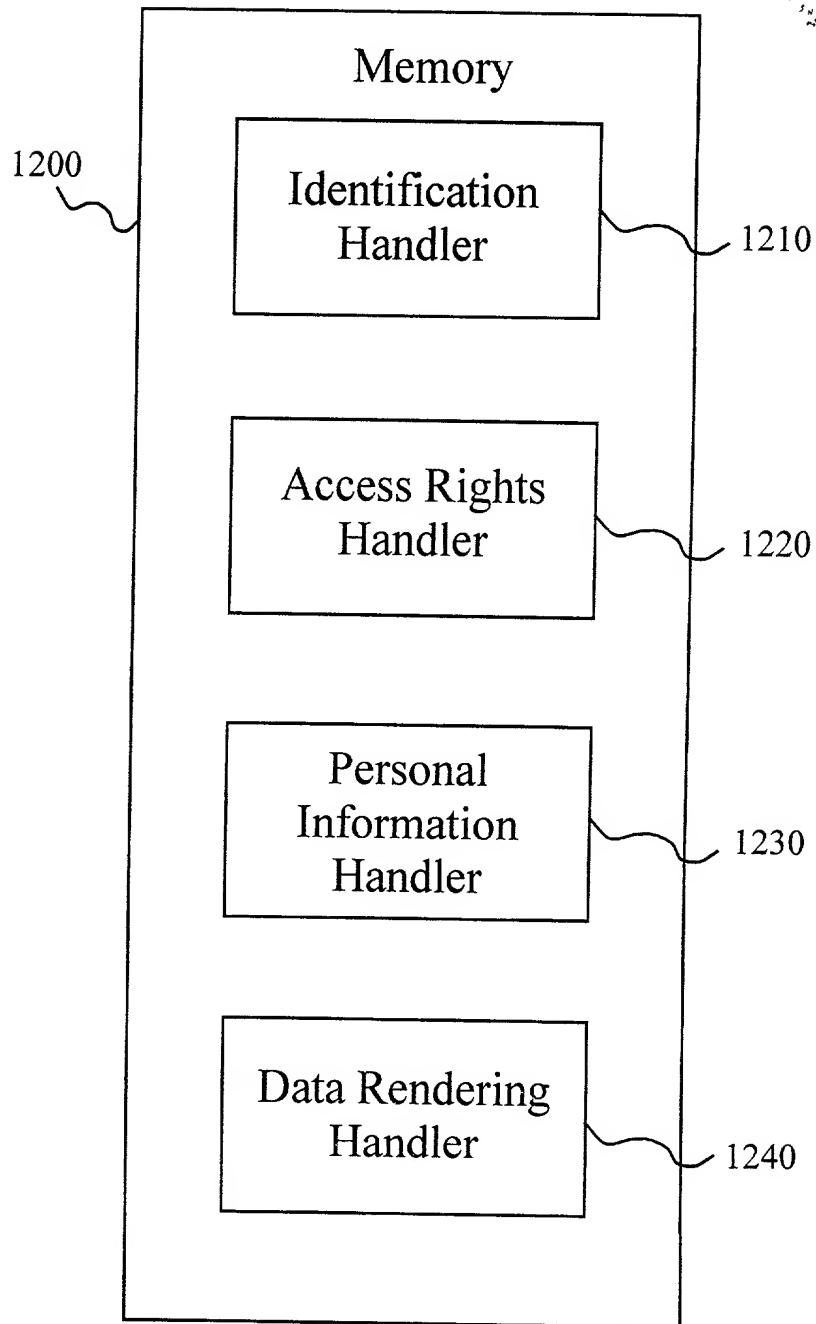 Memory
1200
Identification
Handler
1210
Access Rights
Handler
1220
Personal
Information
Handler
1230
Data Rendering
Handler
1240